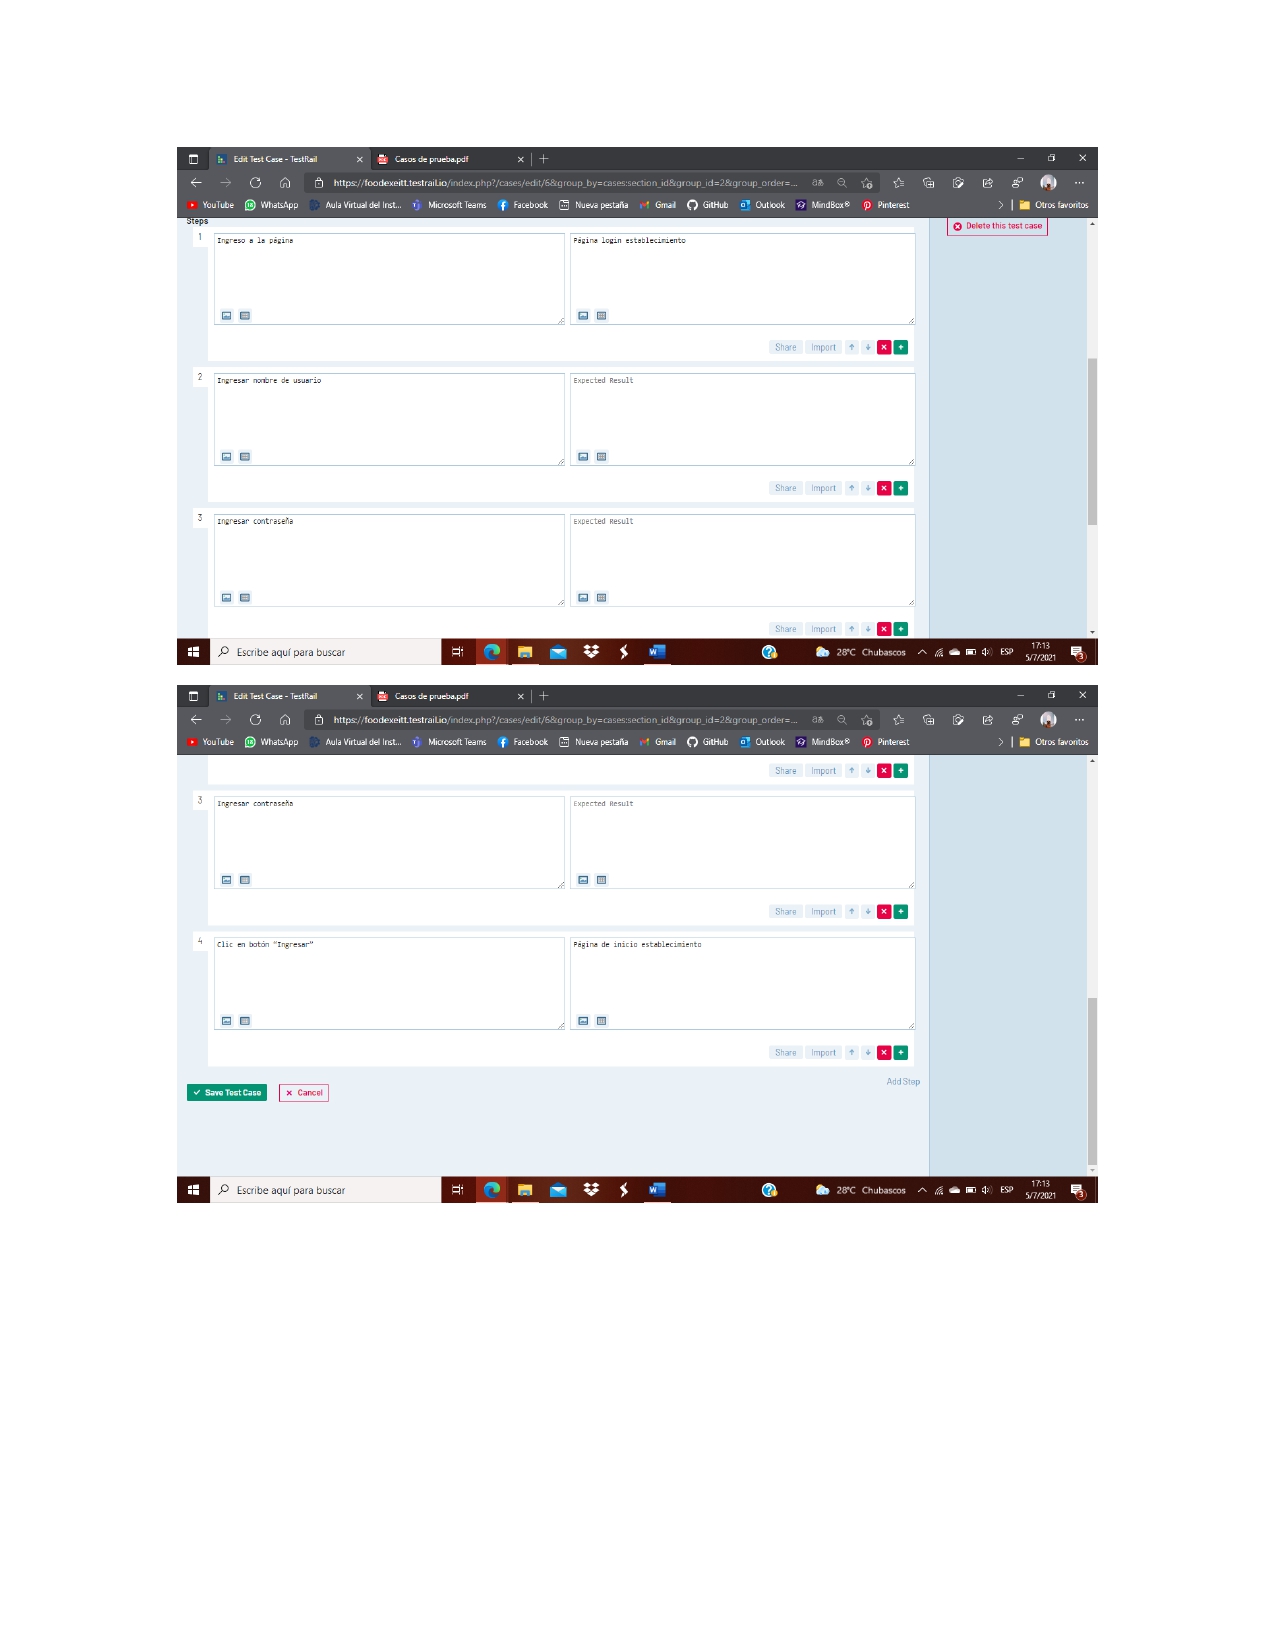 Edit Test Case - TestRail
Casos de prueba.pdf
https://foodexeitt.testrail.io/index.php?/cases/edit/6&group_by=cases:section_id&group_id=2&group_order=...
YouTube WhatsApp Aula Virtual del Inst... Microsoft Teams Facebook Nueva pestaña Gmail GitHub Outlook MindBox® Pinterest Otros favoritos
Steps
Delete this test case
1
Ingreso a la página
Página login establecimiento
Share Import
2
Ingresar nombre de usuario
Expected Result
Share Import
3
Ingresar contraseña
Expected Result
Share Import
Escribe aquí para buscar
28°C Chubascos
ESP
17:13
5/7/2021
3
Edit Test Case - TestRail
Casos de prueba.pdf
https://foodexeitt.testrail.io/index.php?/cases/edit/6&group_by=cases:section_id&group_id=2&group_order=...
YouTube WhatsApp Aula Virtual del Inst... Microsoft Teams Facebook Nueva pestaña Gmail GitHub Outlook MindBox® Pinterest Otros favoritos
Share Import
3
Ingresar contraseña
Expected Result
Share Import
4
Clic en botón “Ingresar”
Página de inicio establecimiento
Share Import
Add Step
Save Test Case
Cancel
Escribe aquí para buscar
28°C Chubascos
ESP
17:13
5/7/2021
3